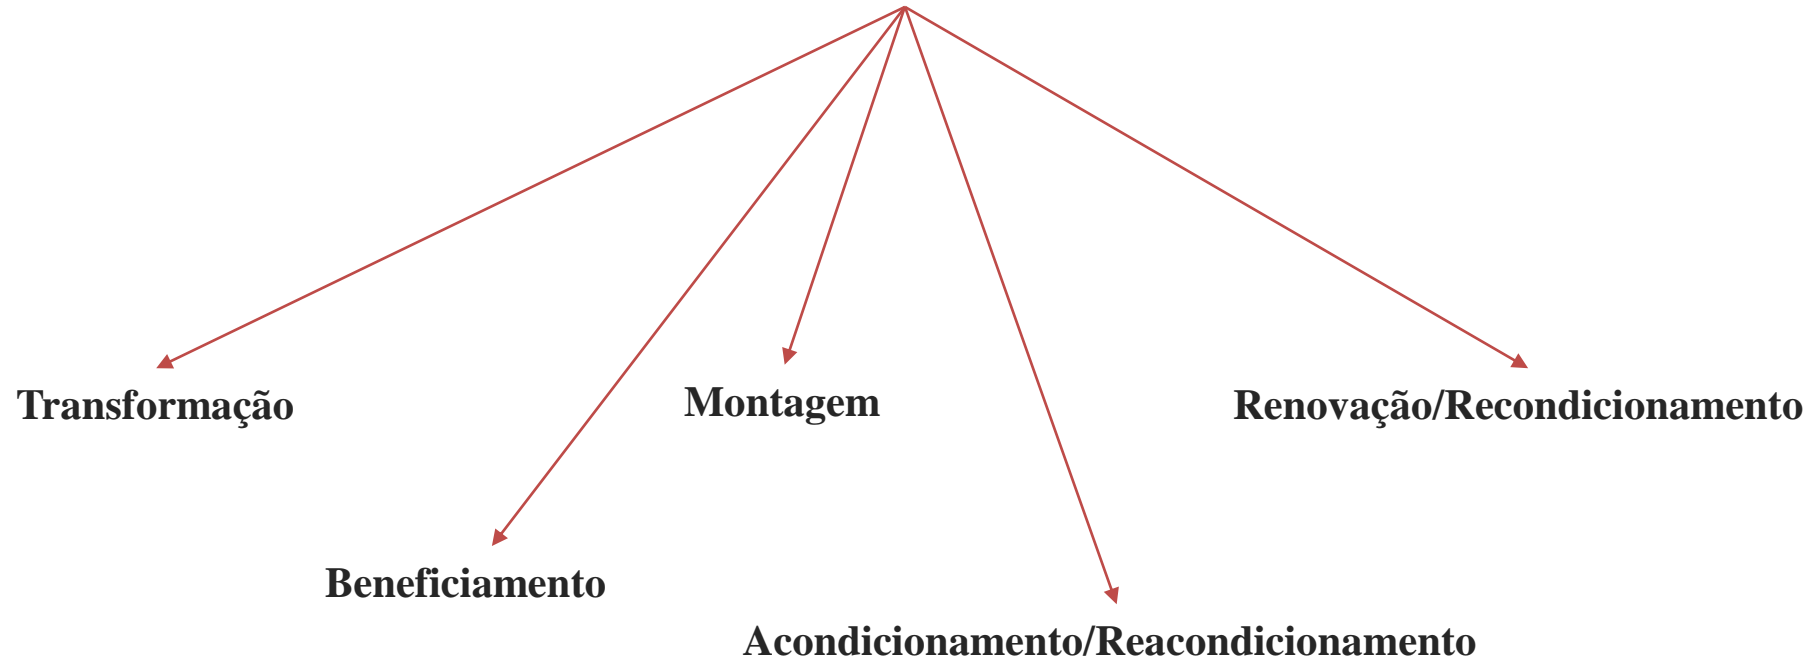 Transformação
Montagem
Renovação/Recondicionamento
Beneficiamento
Acondicionamento/Reacondicionamento